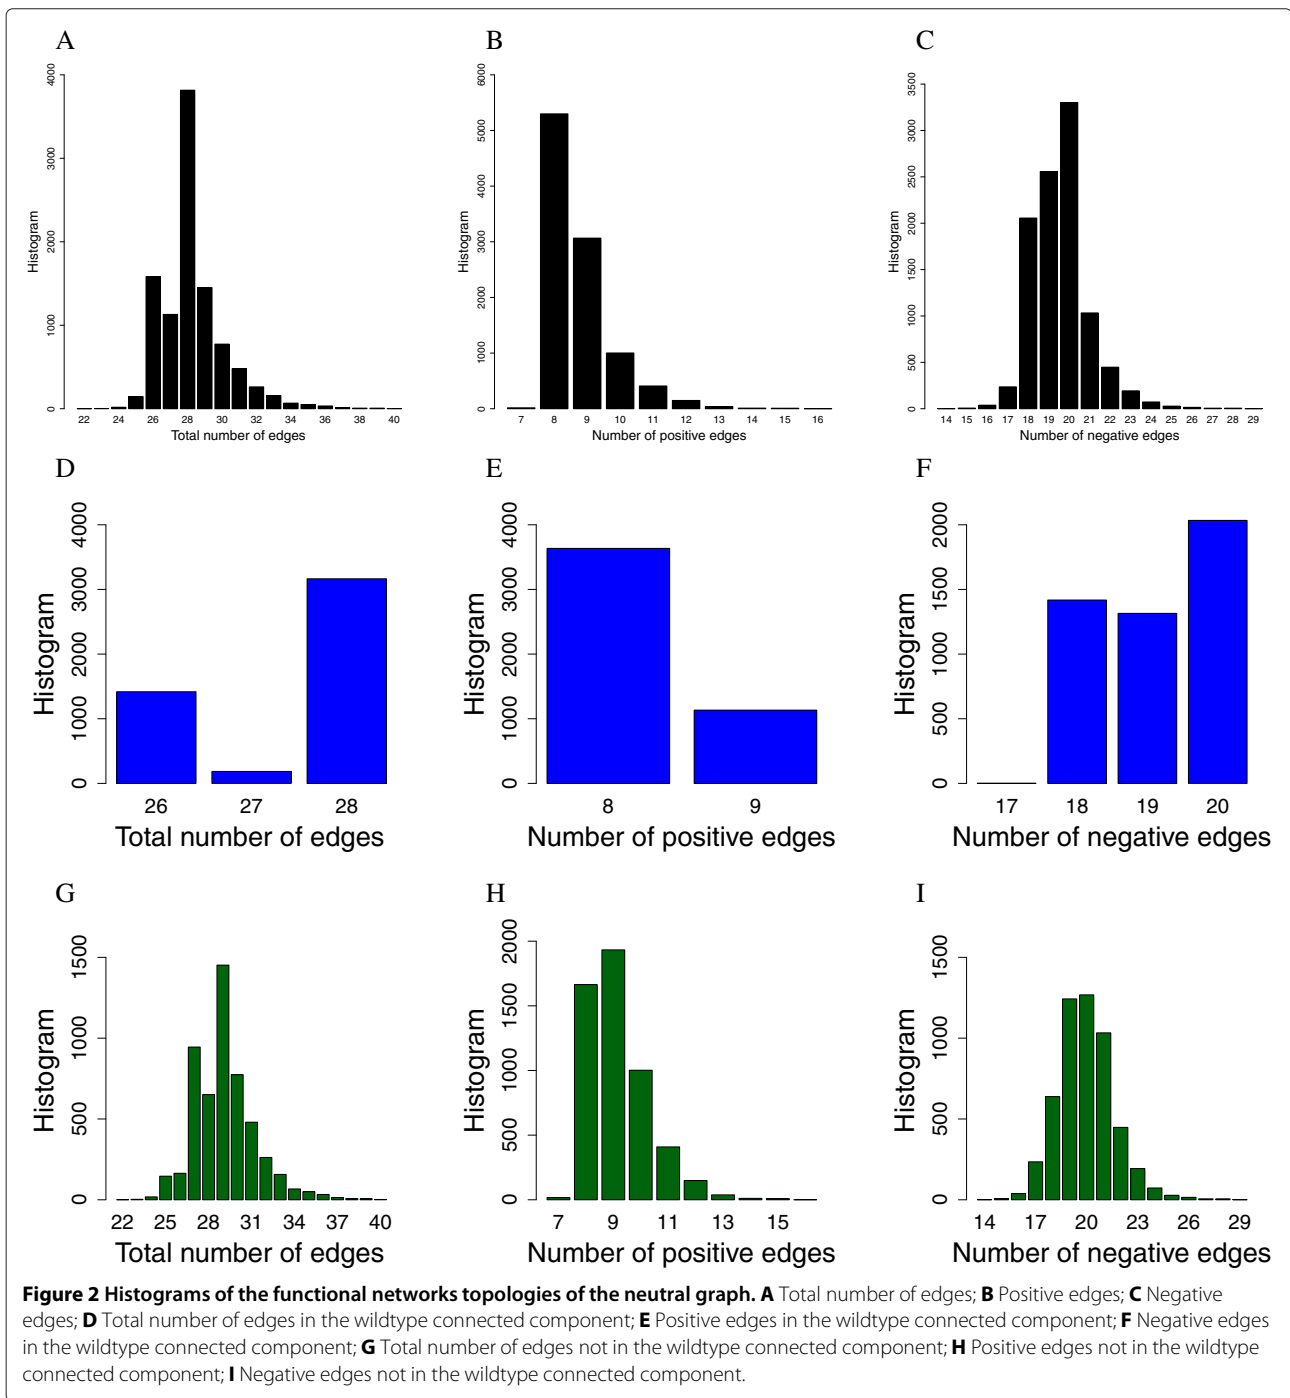 A
B
C
4000
3000
2000
1000
0
Histogram
22 24 26 28 30 32 34 36 38 40
Total number of edges
6000
5000
4000
3000
2000
1000
0
Histogram
7 8 9 10 11 12 13 14 15 16
Number of positive edges
3500
3000
2500
2000
1500
1000
500
0
Histogram
14 15 16 17 18 19 20 21 22 23 24 25 26 27 28 29
Number of negative edges
D
E
F
4000
3000
2000
1000
0
Histogram
26 27 28
Total number of edges
4000
3000
2000
1000
0
Histogram
8 9
Number of positive edges
2000
1500
1000
500
0
Histogram
17 18 19 20
Number of negative edges
G
H
I
1500
1000
500
0
Histogram
22 25 28 31 34 37 40
Total number of edges
2000
1500
1000
500
0
Histogram
7 9 11 13 15
Number of positive edges
1500
1000
500
0
Histogram
14 17 20 23 26 29
Number of negative edges
Figure 2 Histograms of the functional networks topologies of the neutral graph. A Total number of edges; B Positive edges; C Negative
edges; D Total number of edges in the wildtype connected component; E Positive edges in the wildtype connected component; F Negative edges
in the wildtype connected component; G Total number of edges not in the wildtype connected component; H Positive edges not in the wildtype
connected component; I Negative edges not in the wildtype connected component.